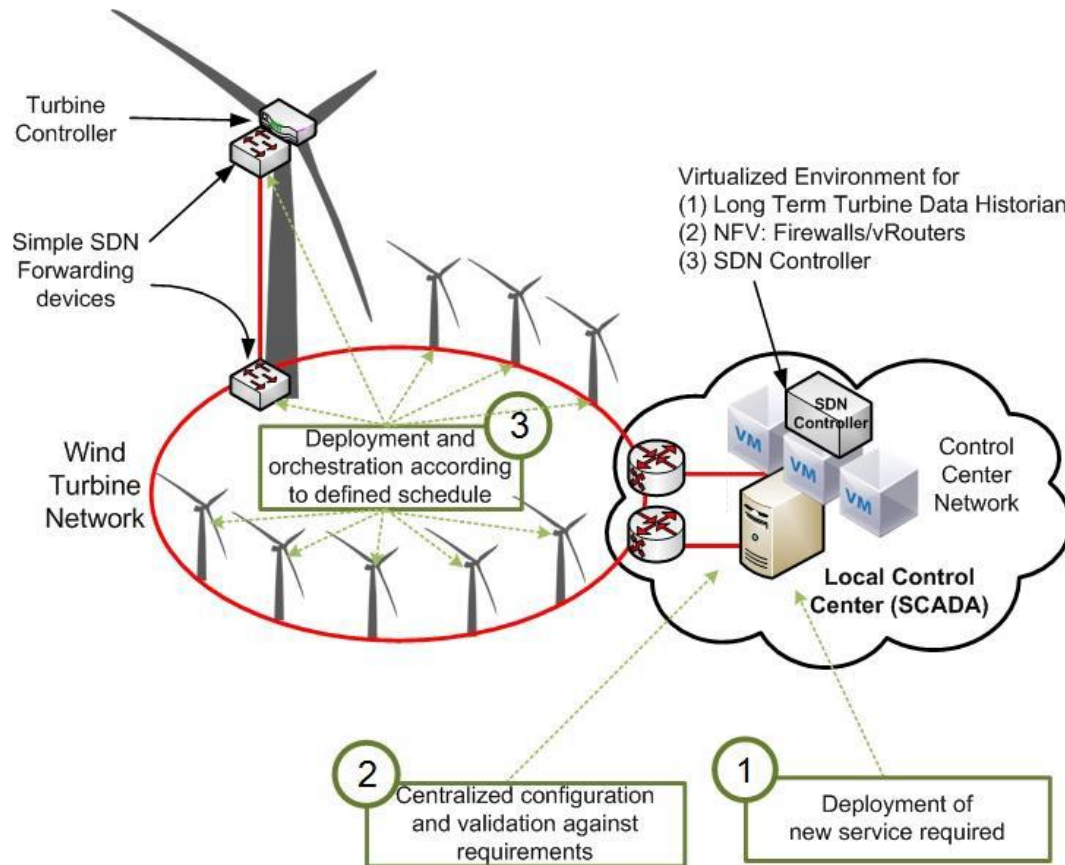 Turbine
Controller
Simple SDN
Forwarding
devices
Virtualized Environment for
(1) Long Term Turbine Data Historian
(2) NFV: Firewalls/vRouters
(3) SDN Controller
3
Deployment and
orchestration according
to defined schedule
Wind
Turbine
Network
SDN
Controller
VM
VM
VM
Control
Center
Network
Local Control
Center (SCADA)
2
Centralized configuration
and validation against
requirements
1
Deployment of
new service required